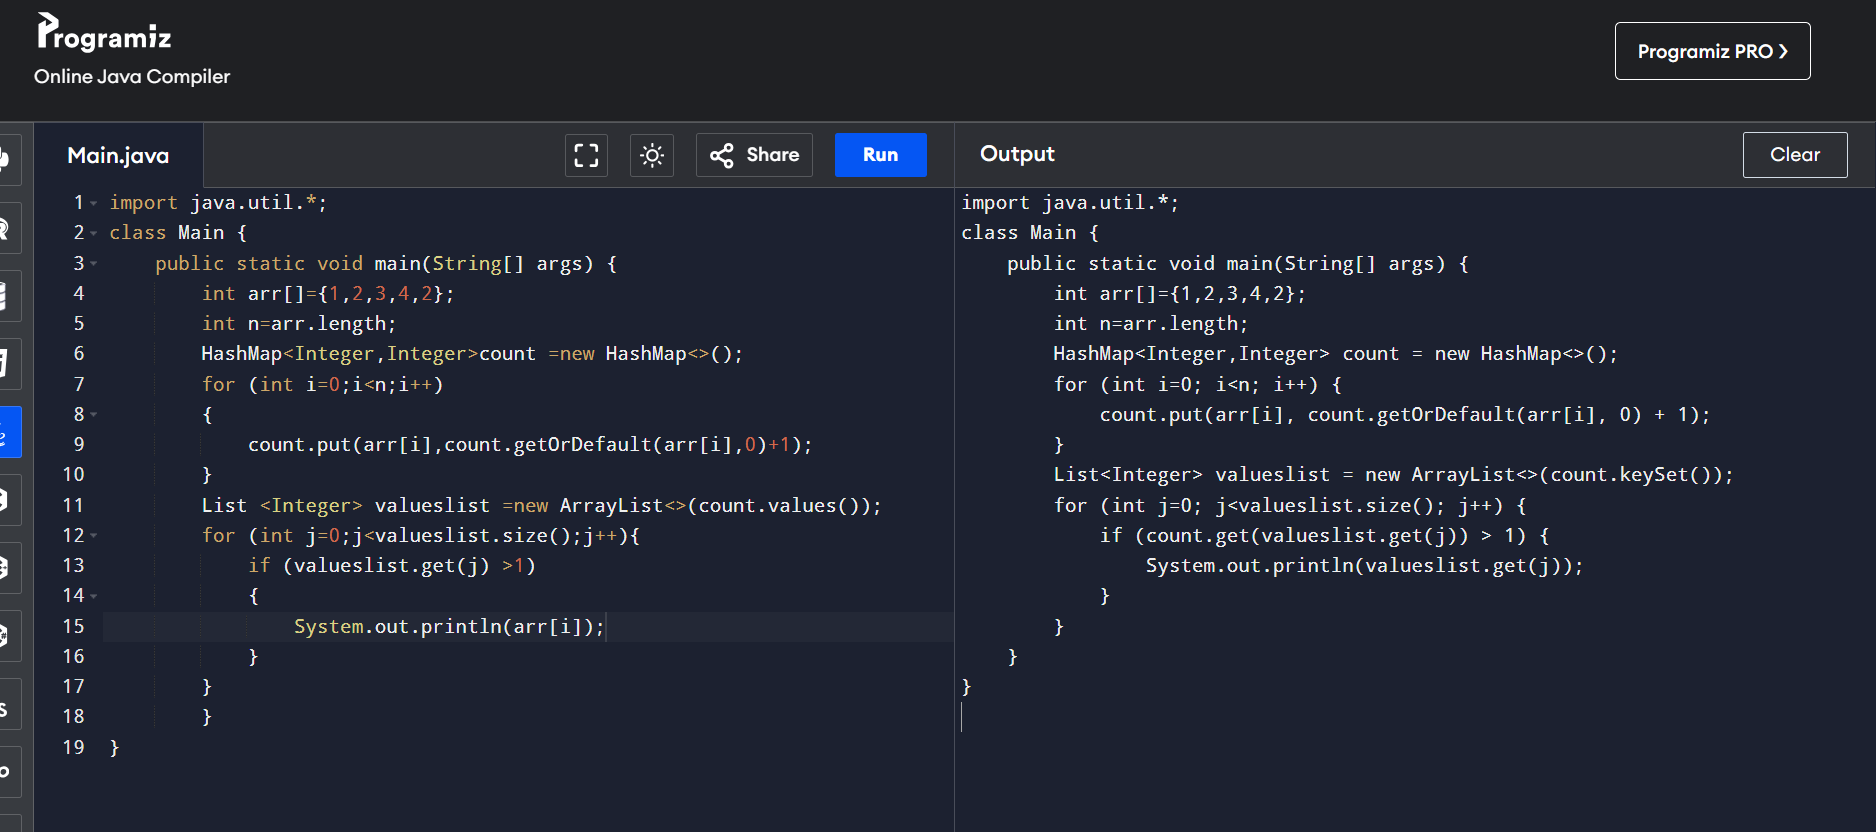 Programiz
Online Java Compiler
Programiz PRO ❯
Main.java
Share
Run
Output
Clear
1 import java.util.*;
2 class Main {
3     public static void main(String[] args) {
4         int arr[]={1,2,3,4,2};
5         int n=arr.length;
6         HashMap<Integer,Integer>count =new HashMap<>();
7         for (int i=0;i<n;i++)
8         {
9             count.put(arr[i],count.getOrDefault(arr[i],0)+1);
10         }
11         List <Integer> valueslist =new ArrayList<>(count.values());
12         for (int j=0;j<valueslist.size();j++){
13             if (valueslist.get(j) >1)
14             {
15                 System.out.println(arr[i]);
16             }
17         }
18         }
19 }
import java.util.*;
class Main {
    public static void main(String[] args) {
        int arr[]={1,2,3,4,2};
        int n=arr.length;
        HashMap<Integer,Integer> count = new HashMap<>();
        for (int i=0; i<n; i++) {
            count.put(arr[i], count.getOrDefault(arr[i], 0) + 1);
        }
        List<Integer> valueslist = new ArrayList<>(count.keySet());
        for (int j=0; j<valueslist.size(); j++) {
            if (count.get(valueslist.get(j)) > 1) {
                System.out.println(valueslist.get(j));
            }
        }
    }
}